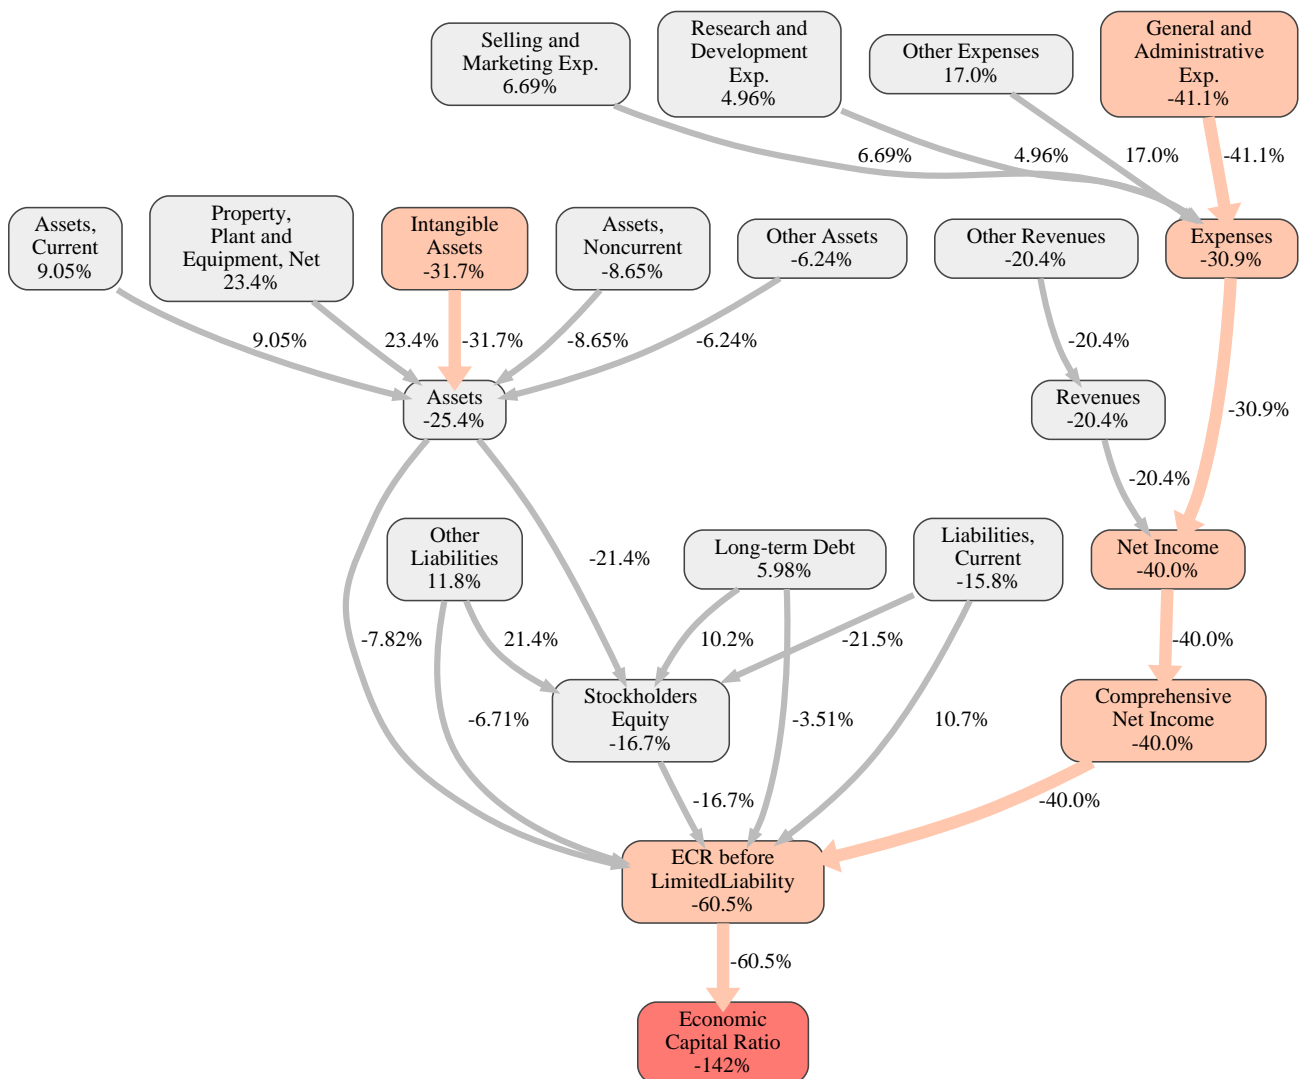 Selling and
Marketing Exp.
6.69%
Research and
Development
Exp.
4.96%
Other Expenses
17.0%
General and
Administrative
Exp.
-41.1%
6.69%
4.96%
17.0%
-41.1%
Assets,
Current
9.05%
Property,
Plant and
Equipment, Net
23.4%
Intangible
Assets
-31.7%
Assets,
Noncurrent
-8.65%
Other Assets
-6.24%
Other Revenues
-20.4%
Expenses
-30.9%
9.05%
23.4%
-31.7%
-8.65%
-6.24%
-20.4%
Assets
-25.4%
Revenues
-20.4%
-30.9%
-20.4%
Other
Liabilities
11.8%
-21.4%
Long-term Debt
5.98%
Liabilities,
Current
-15.8%
Net Income
-40.0%
-7.82%
21.4%
10.2%
-21.5%
-40.0%
Stockholders
Equity
-16.7%
Comprehensive
Net Income
-40.0%
-6.71%
-3.51%
10.7%
-16.7%
-40.0%
ECR before
LimitedLiability
-60.5%
-60.5%
Economic
Capital Ratio
-142%